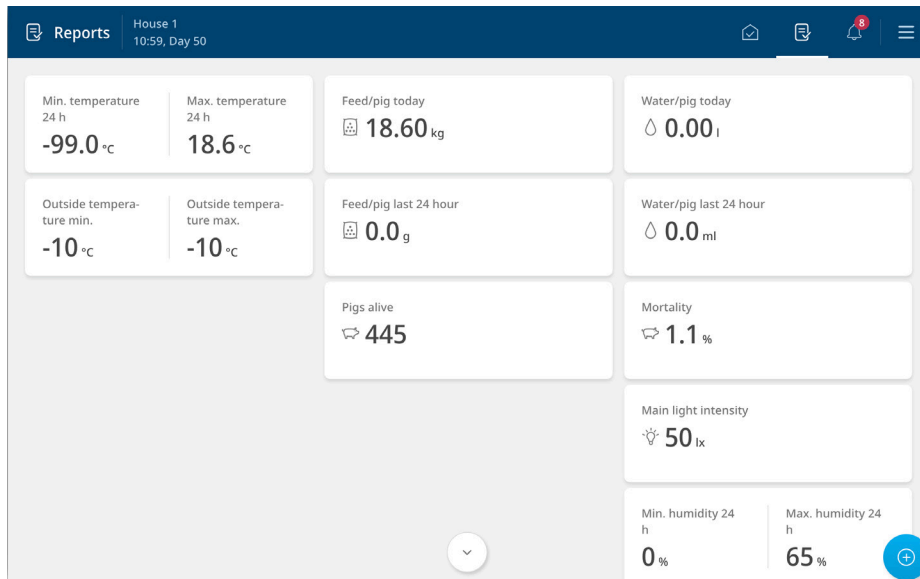 Reports
House 1
10:59, Day 50
8
Min. temperature
24 h
-99.0 °C
Max. temperature
24 h
18.6 °C
Feed/pig today
18.60 kg
Water/pig today
0.00 l
Outside tempera-
ture min.
-10 °C
Outside tempera-
ture max.
-10 °C
Feed/pig last 24 hour
0.0 g
Water/pig last 24 hour
0.0 ml
Pigs alive
445
Mortality
1.1 %
Main light intensity
50 lx
Min. humidity 24
h
0 %
Max. humidity 24
h
65 %